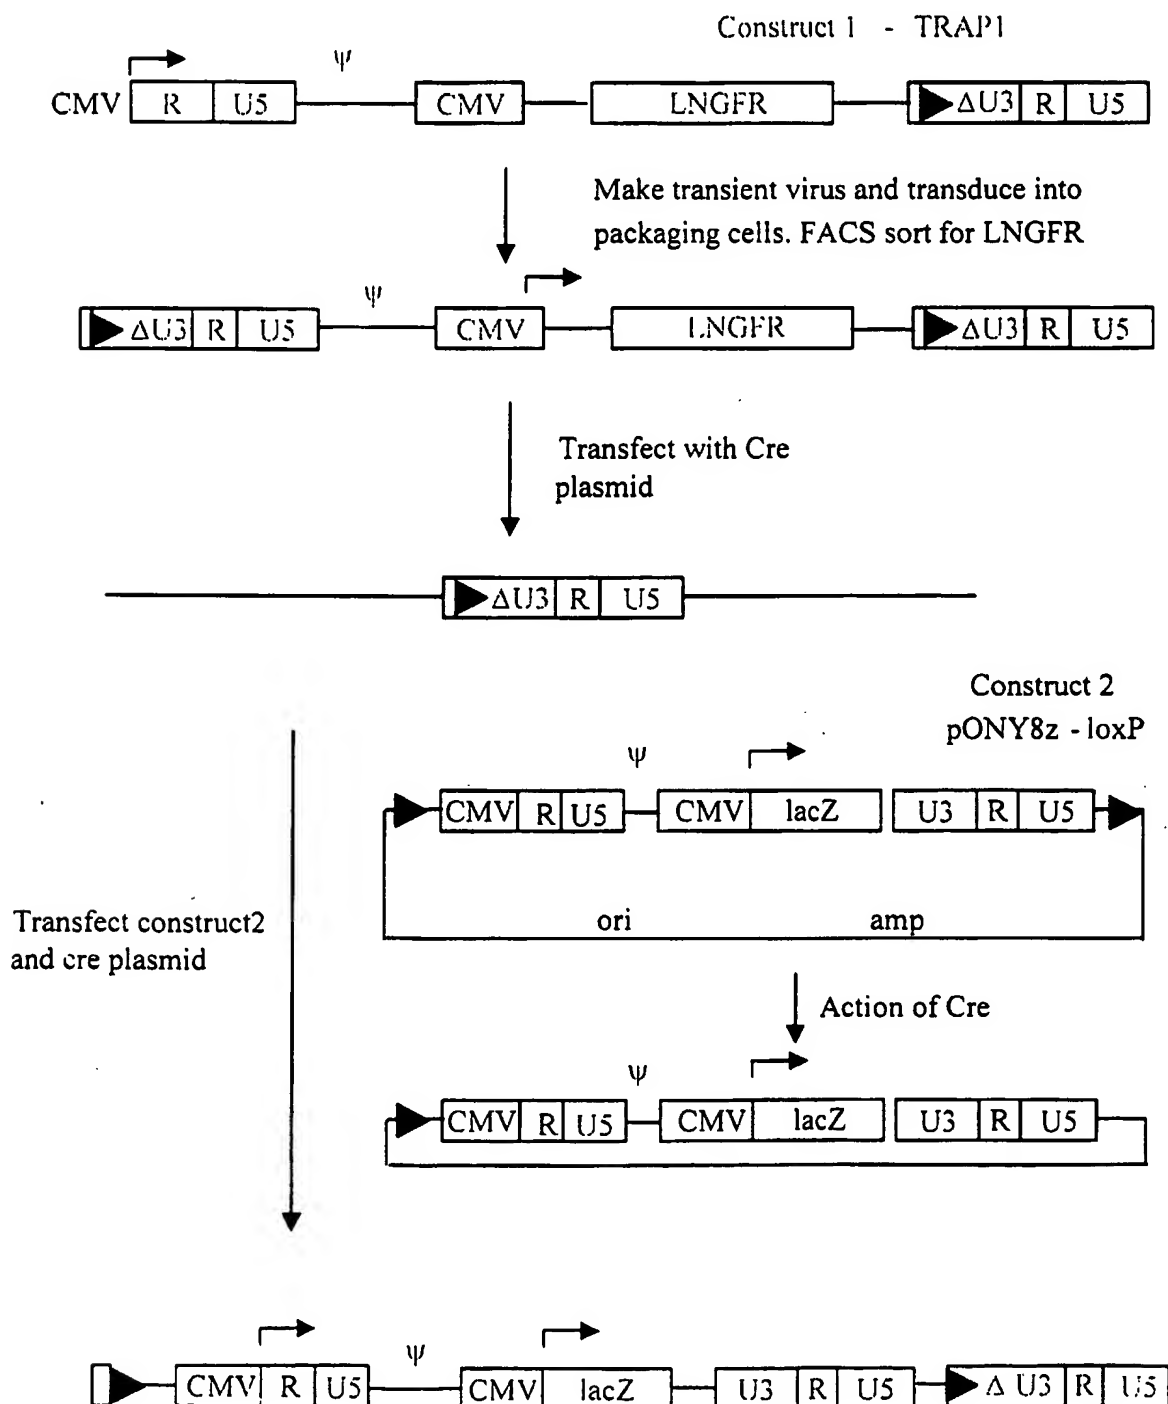 Construct 1 - TRAP1
ψ
CMV R U5 CMV LNGFR ΔU3 R U5
Make transient virus and transduce into
packaging cells. FACS sort for LNGFR
ψ
ΔU3 R U5 CMV LNGFR ΔU3 R U5
Transfect with Cre
plasmid
ΔU3 R U5
Construct 2
pONY8z - loxP
ψ
CMV R U5 CMV lacZ U3 R U5
ori amp
Transfect construct2
and cre plasmid
Action of Cre
ψ
CMV R U5 CMV lacZ U3 R U5
ψ
CMV R U5 CMV lacZ U3 R U5 Δ U3 R U5